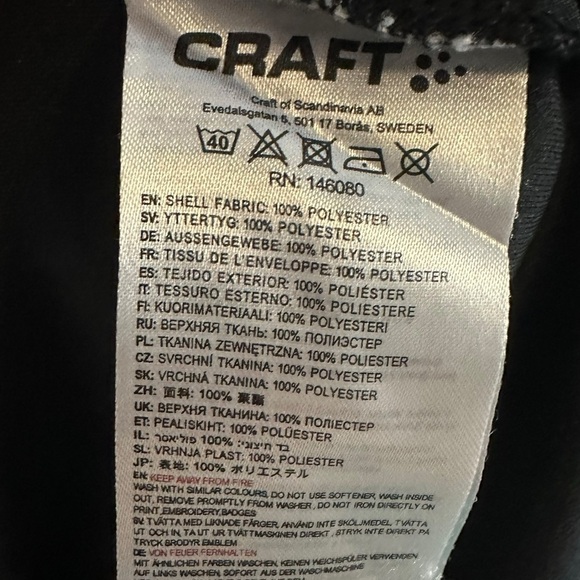 CRAFT
Craft of Scandinavia AB
Evedalsgatan 5, 501 17 Borås, SWEDEN
40
RN: 146080
EN: SHELL FABRIC: 100% POLYESTER
SV: YTTERTYG: 100% POLYESTER
DE: AUSSENGEWEBE: 100% POLYESTER
FR: TISSU DE L'ENVELOPPE: 100% POLYESTER
ES: TEJIDO EXTERIOR: 100% POLIÉSTER
IT: TESSURO ESTERNO: 100% POLIESTERE
FI: KUORIMATERIAALI: 100% POLYESTERI
RU: ВЕРХНЯЯ ТКАНЬ: 100% ПОЛИЭСТЕР
PL: TKANINA ZEWNĘTRZNA: 100% POLIESTER
CZ: SVRCHNÍ TKANINA: 100% POLYESTER
SK: VRCHNÁ TKANINA: 100% POLYESTER
ZH: 面料: 100% 聚酯
UK: ВЕРХНЯ ТКАНИНА: 100% ПОЛІЕСТЕР
ET: PEALISKIHT: 100% POLÜESTER
IL: בד חיצוני: 100% פוליאסטר
SL: VRHNJA PLAST: 100% POLIESTER
JP: 表地: 100% ポリエステル
EN: KEEP AWAY FROM FIRE
WASH WITH SIMILAR COLOURS, DO NOT USE SOFTENER, WASH INSIDE
OUT, REMOVE PROMPTLY FROM WASHER, DO NOT IRON DIRECTLY ON
PRINT,EMBROIDERY,BADGES
SV: TVÄTTA MED LIKNADE FÄRGER, ANVÄND INTE SKÖLJMEDEL, TVÄTTA
UT OCH IN, TA UT UR TVÄTTMASKINEN DIREKT, STRYK INTE DIREKT PÅ
TRYCK BRODYR EMBLEM
DE: VON FEUER FERNHALTEN
MIT ÄHNLICHEN FARBEN WASCHEN, KEINEN WEICHSPÜLER VERWENDEN
AUF LINKS WASCHEN, SOFORT AUS DER WASCHMASCHINE